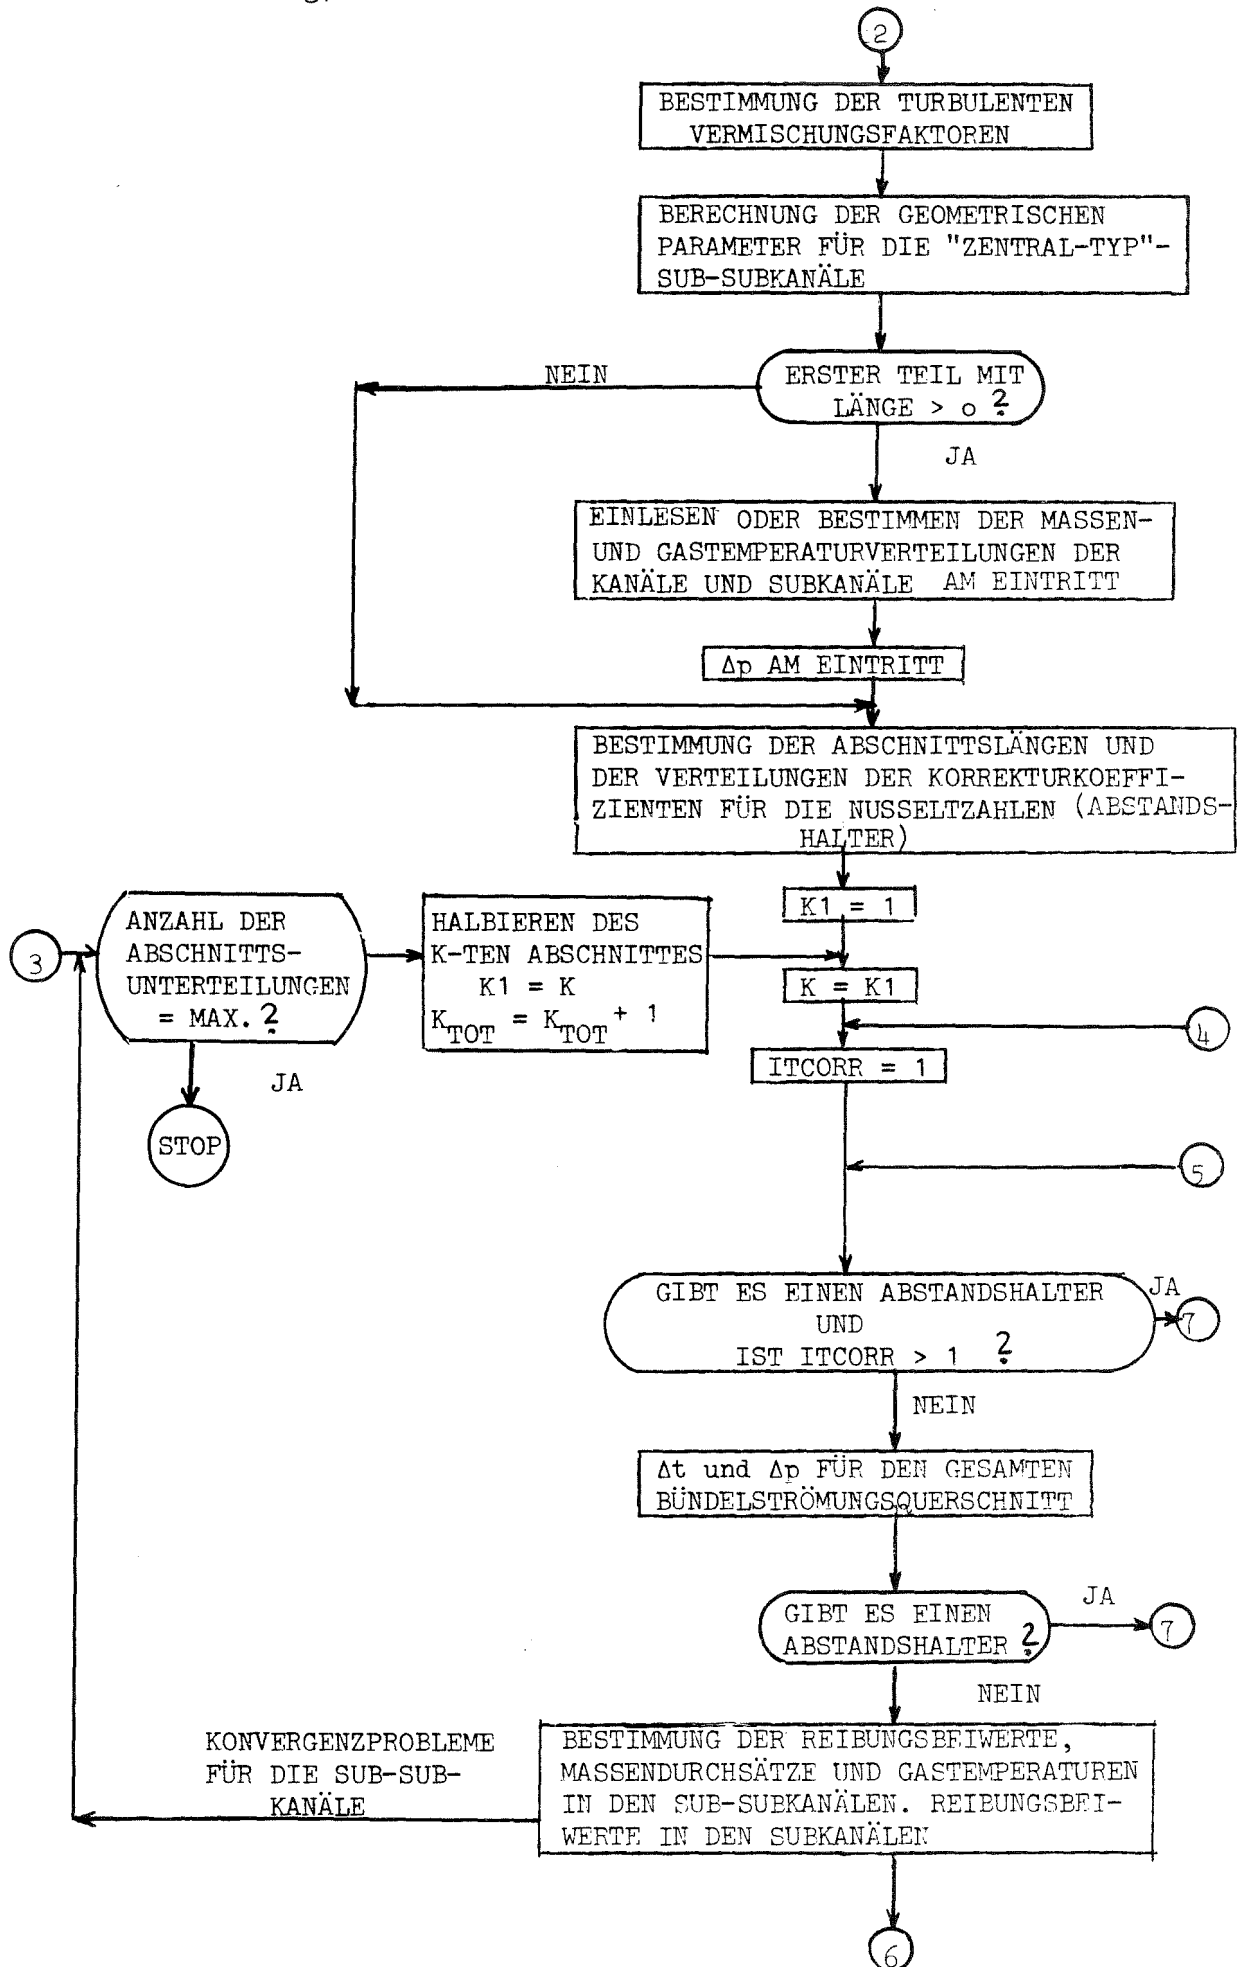 2
BESTIMMUNG DER TURBULENTEN
VERMISCHUNGSFAKTOREN
BERECHNUNG DER GEOMETRISCHEN
PARAMETER FÜR DIE "ZENTRAL-TYP"-
SUB-SUBKANÄLE
NEIN
ERSTER TEIL MIT
LÄNGE > o ?
JA
EINLESEN ODER BESTIMMEN DER MASSEN-
UND GASTEMPERATURVERTEILUNGEN DER
KANÄLE UND SUBKANÄLE AM EINTRITT
Δp AM EINTRITT
BESTIMMUNG DER ABSCHNITTSLÄNGEN UND
DER VERTEILUNGEN DER KORREKTURKOEFFI-
ZIENTEN FÜR DIE NUSSELTZAHLEN (ABSTANDS-
HALTER)
K1 = 1
3
ANZAHL DER
ABSCHNITTS-
UNTERTEILUNGEN
= MAX. ?
HALBIEREN DES
K-TEN ABSCHNITTES
K1 = K
K_TOT = K_TOT + 1
K = K1
4
ITCORR = 1
JA
STOP
5
GIBT ES EINEN ABSTANDSHALTER
UND
IST ITCORR > 1 ?
JA
7
NEIN
Δt und Δp FÜR DEN GESAMTEN
BÜNDELSTRÖMUNGSQUERSCHNITT
GIBT ES EINEN
ABSTANDSHALTER ?
JA
7
NEIN
KONVERGENZPROBLEME
FÜR DIE SUB-SUB-
KANÄLE
BESTIMMUNG DER REIBUNGSBEIWERTE,
MASSENDURCHSÄTZE UND GASTEMPERATUREN
IN DEN SUB-SUBKANÄLEN. REIBUNGSBEI-
WERTE IN DEN SUBKANÄLEN
6